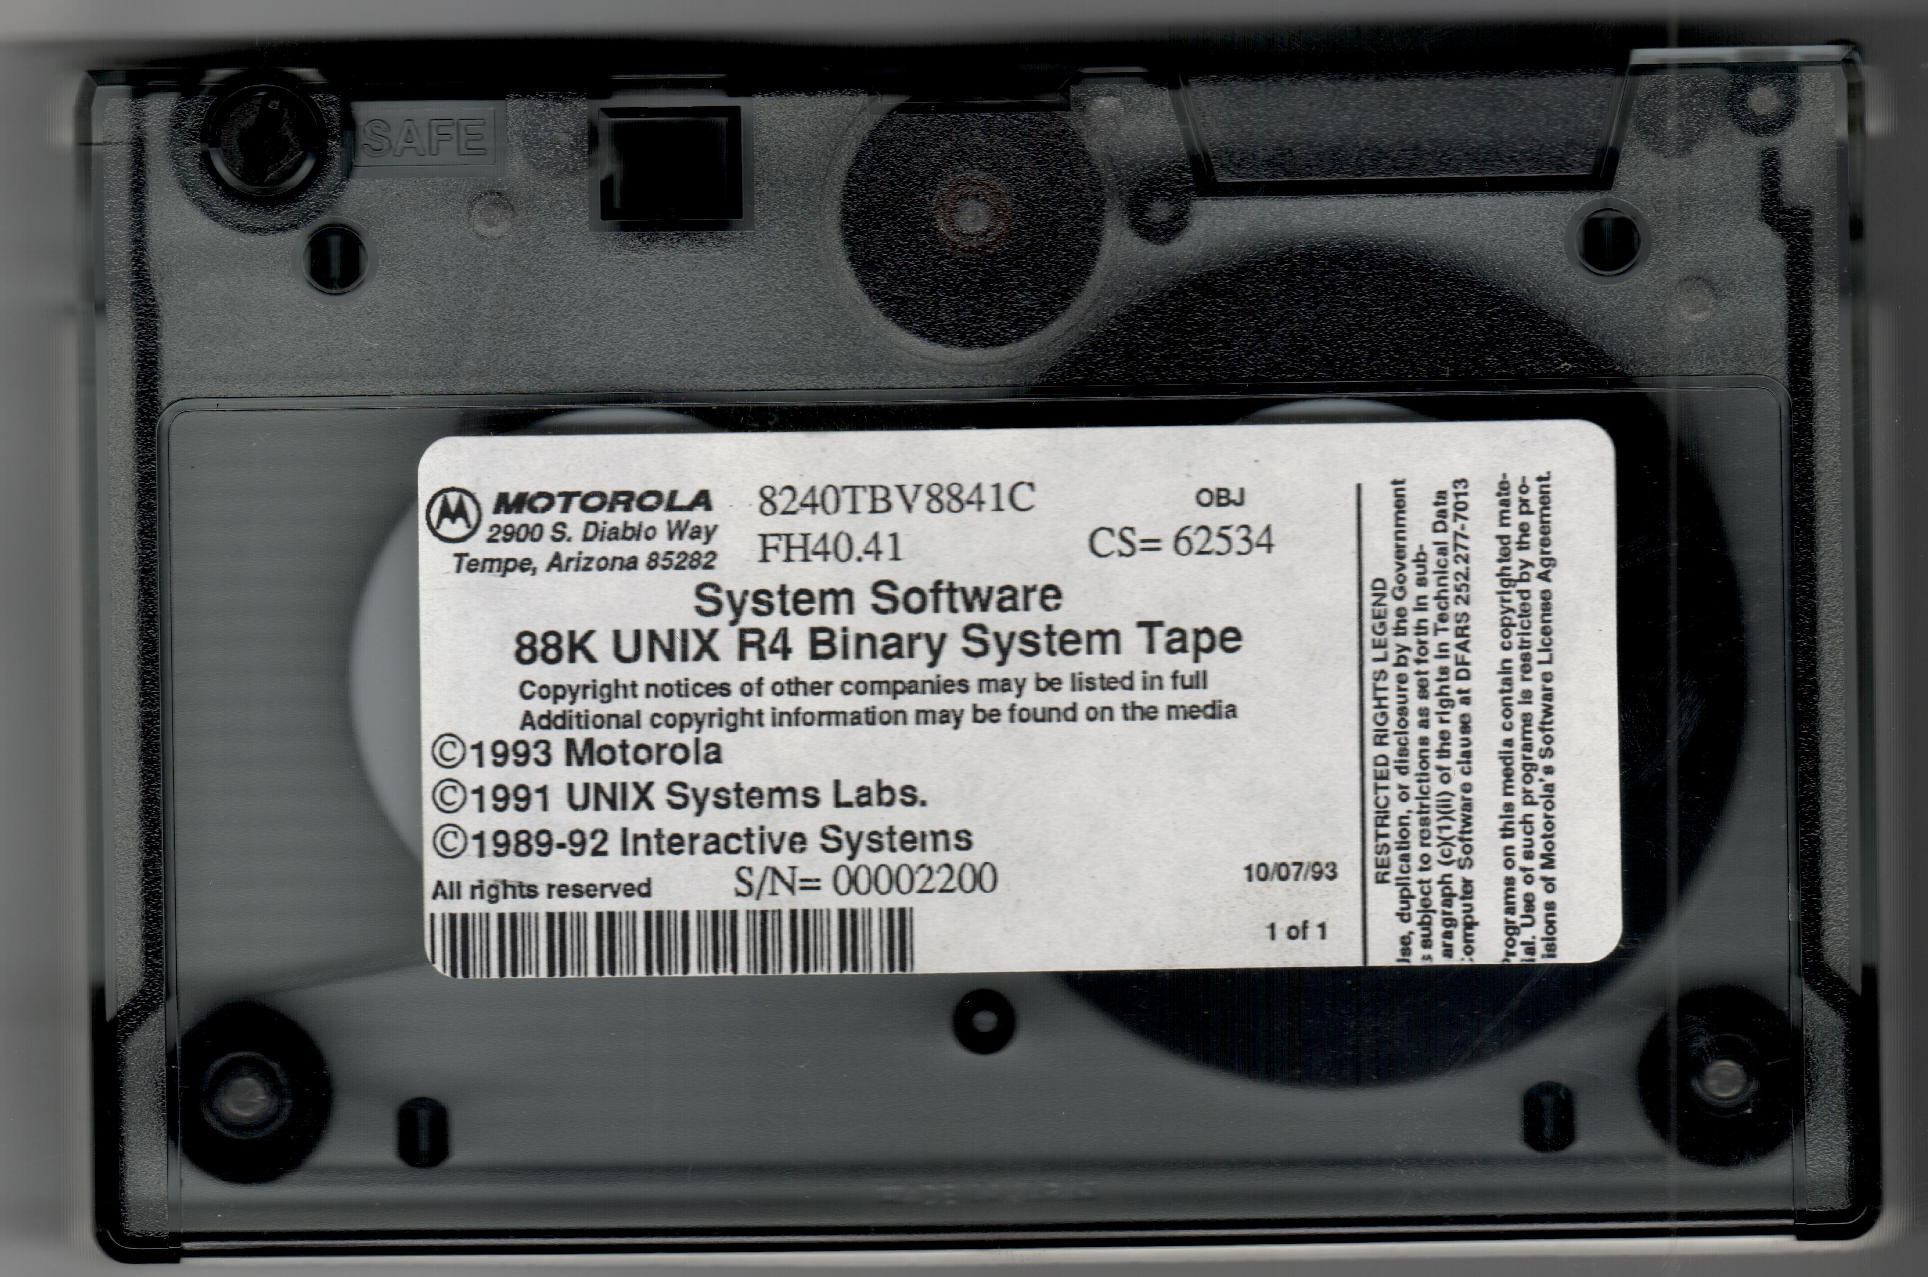 SAFE
MOTOROLA
2900 S. Diablo Way
Tempe, Arizona 85282
8240TBV8841C
OBJ
FH40.41
CS= 62534
System Software
88K UNIX R4 Binary System Tape
Copyright notices of other companies may be listed in full
Additional copyright information may be found on the media
©1993 Motorola
©1991 UNIX Systems Labs.
©1989-92 Interactive Systems
All rights reserved
S/N= 00002200
10/07/93
1 of 1
RESTRICTED RIGHTS LEGEND
Jse, duplication, or disclosure by the Government
s subject to restrictions as set forth in sub-
aragraph (c)(1)(ii) of the rights in Technical Data
omputer Software clause at DFARS 252.277-7013
rograms on this media contain copyrighted mate-
ial. Use of such programs is restricted by the pro-
isions of Motorola's Software License Agreement.